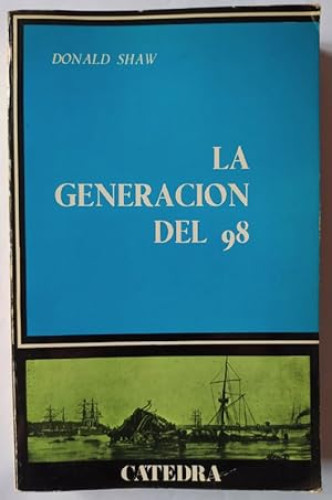 DONALD SHAW
LA
GENERACION
DEL 98
CATEDRA